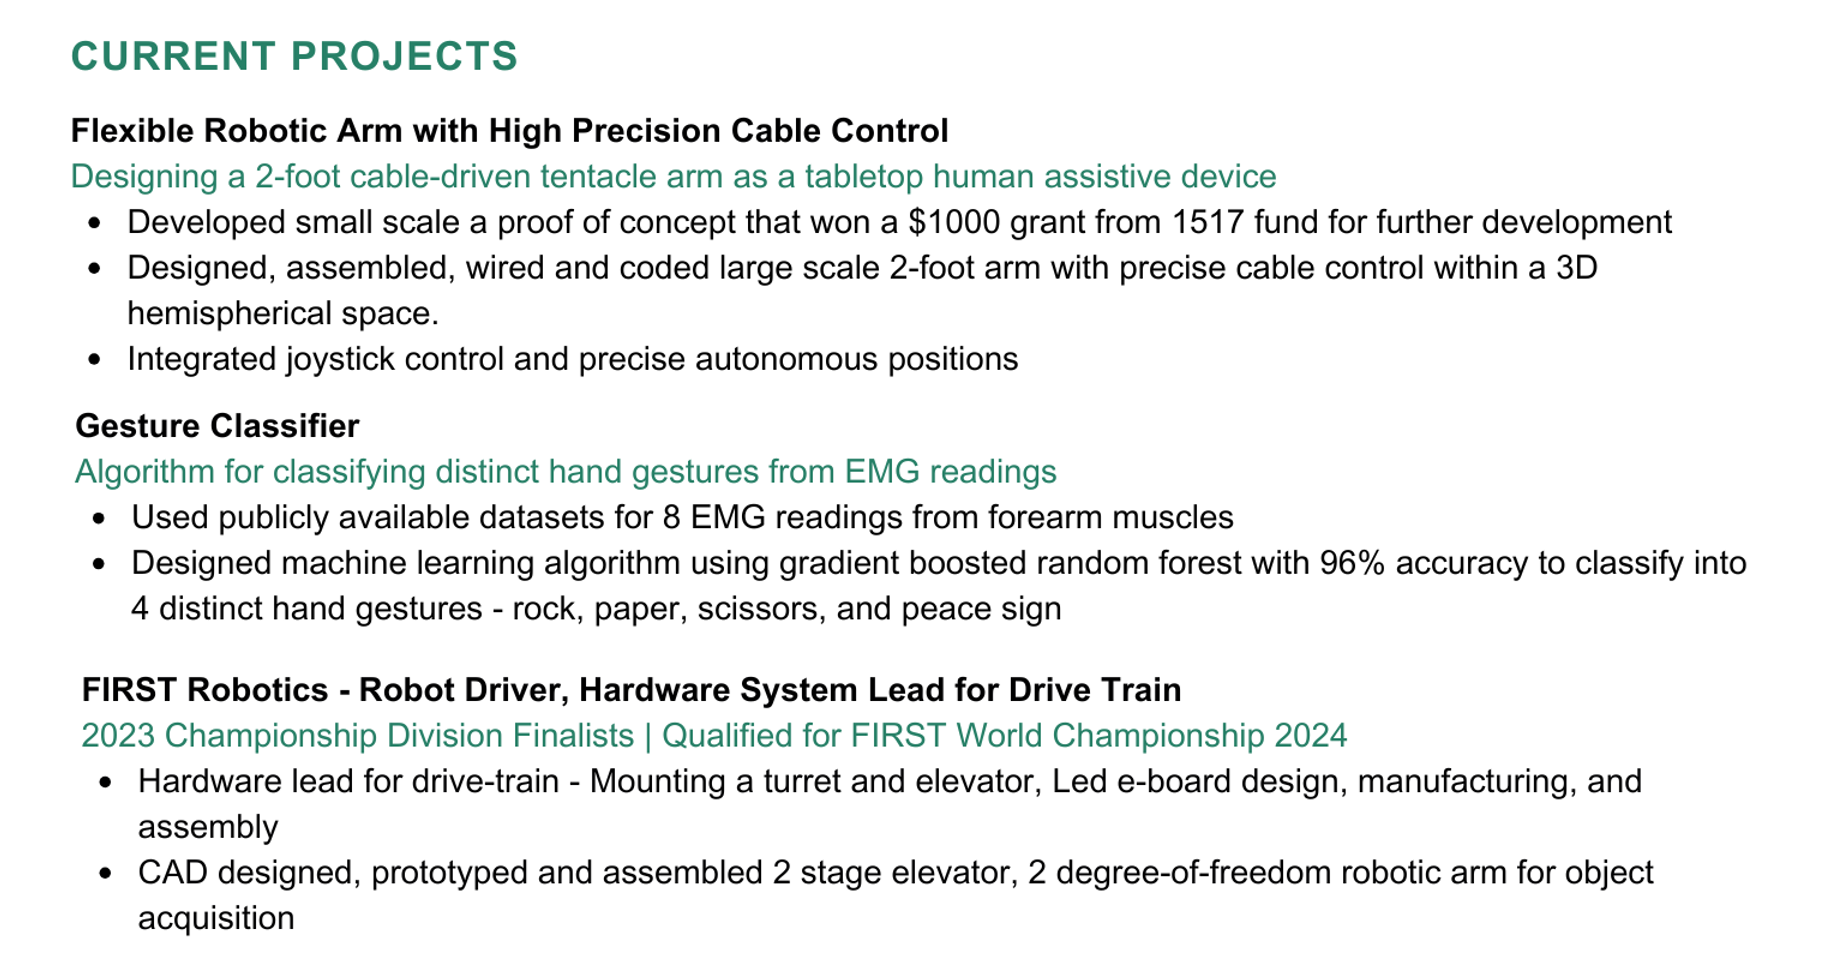 CURRENT PROJECTS
Flexible Robotic Arm with High Precision Cable Control
Designing a 2-foot cable-driven tentacle arm as a tabletop human assistive device
• Developed small scale a proof of concept that won a $1000 grant from 1517 fund for further development
• Designed, assembled, wired and coded large scale 2-foot arm with precise cable control within a 3D
hemispherical space.
• Integrated joystick control and precise autonomous positions
Gesture Classifier
Algorithm for classifying distinct hand gestures from EMG readings
• Used publicly available datasets for 8 EMG readings from forearm muscles
• Designed machine learning algorithm using gradient boosted random forest with 96% accuracy to classify into
4 distinct hand gestures - rock, paper, scissors, and peace sign
FIRST Robotics - Robot Driver, Hardware System Lead for Drive Train
2023 Championship Division Finalists | Qualified for FIRST World Championship 2024
• Hardware lead for drive-train - Mounting a turret and elevator, Led e-board design, manufacturing, and
assembly
• CAD designed, prototyped and assembled 2 stage elevator, 2 degree-of-freedom robotic arm for object
acquisition